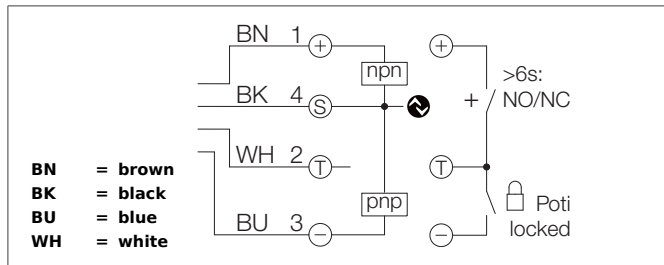 BN 1 +
npn
+
>6s:
NO/NC
+
BK 4 S
WH 2 T
T
pnp
Poti
locked
BU 3 −
−
BN = brown
BK = black
BU = blue
WH = white